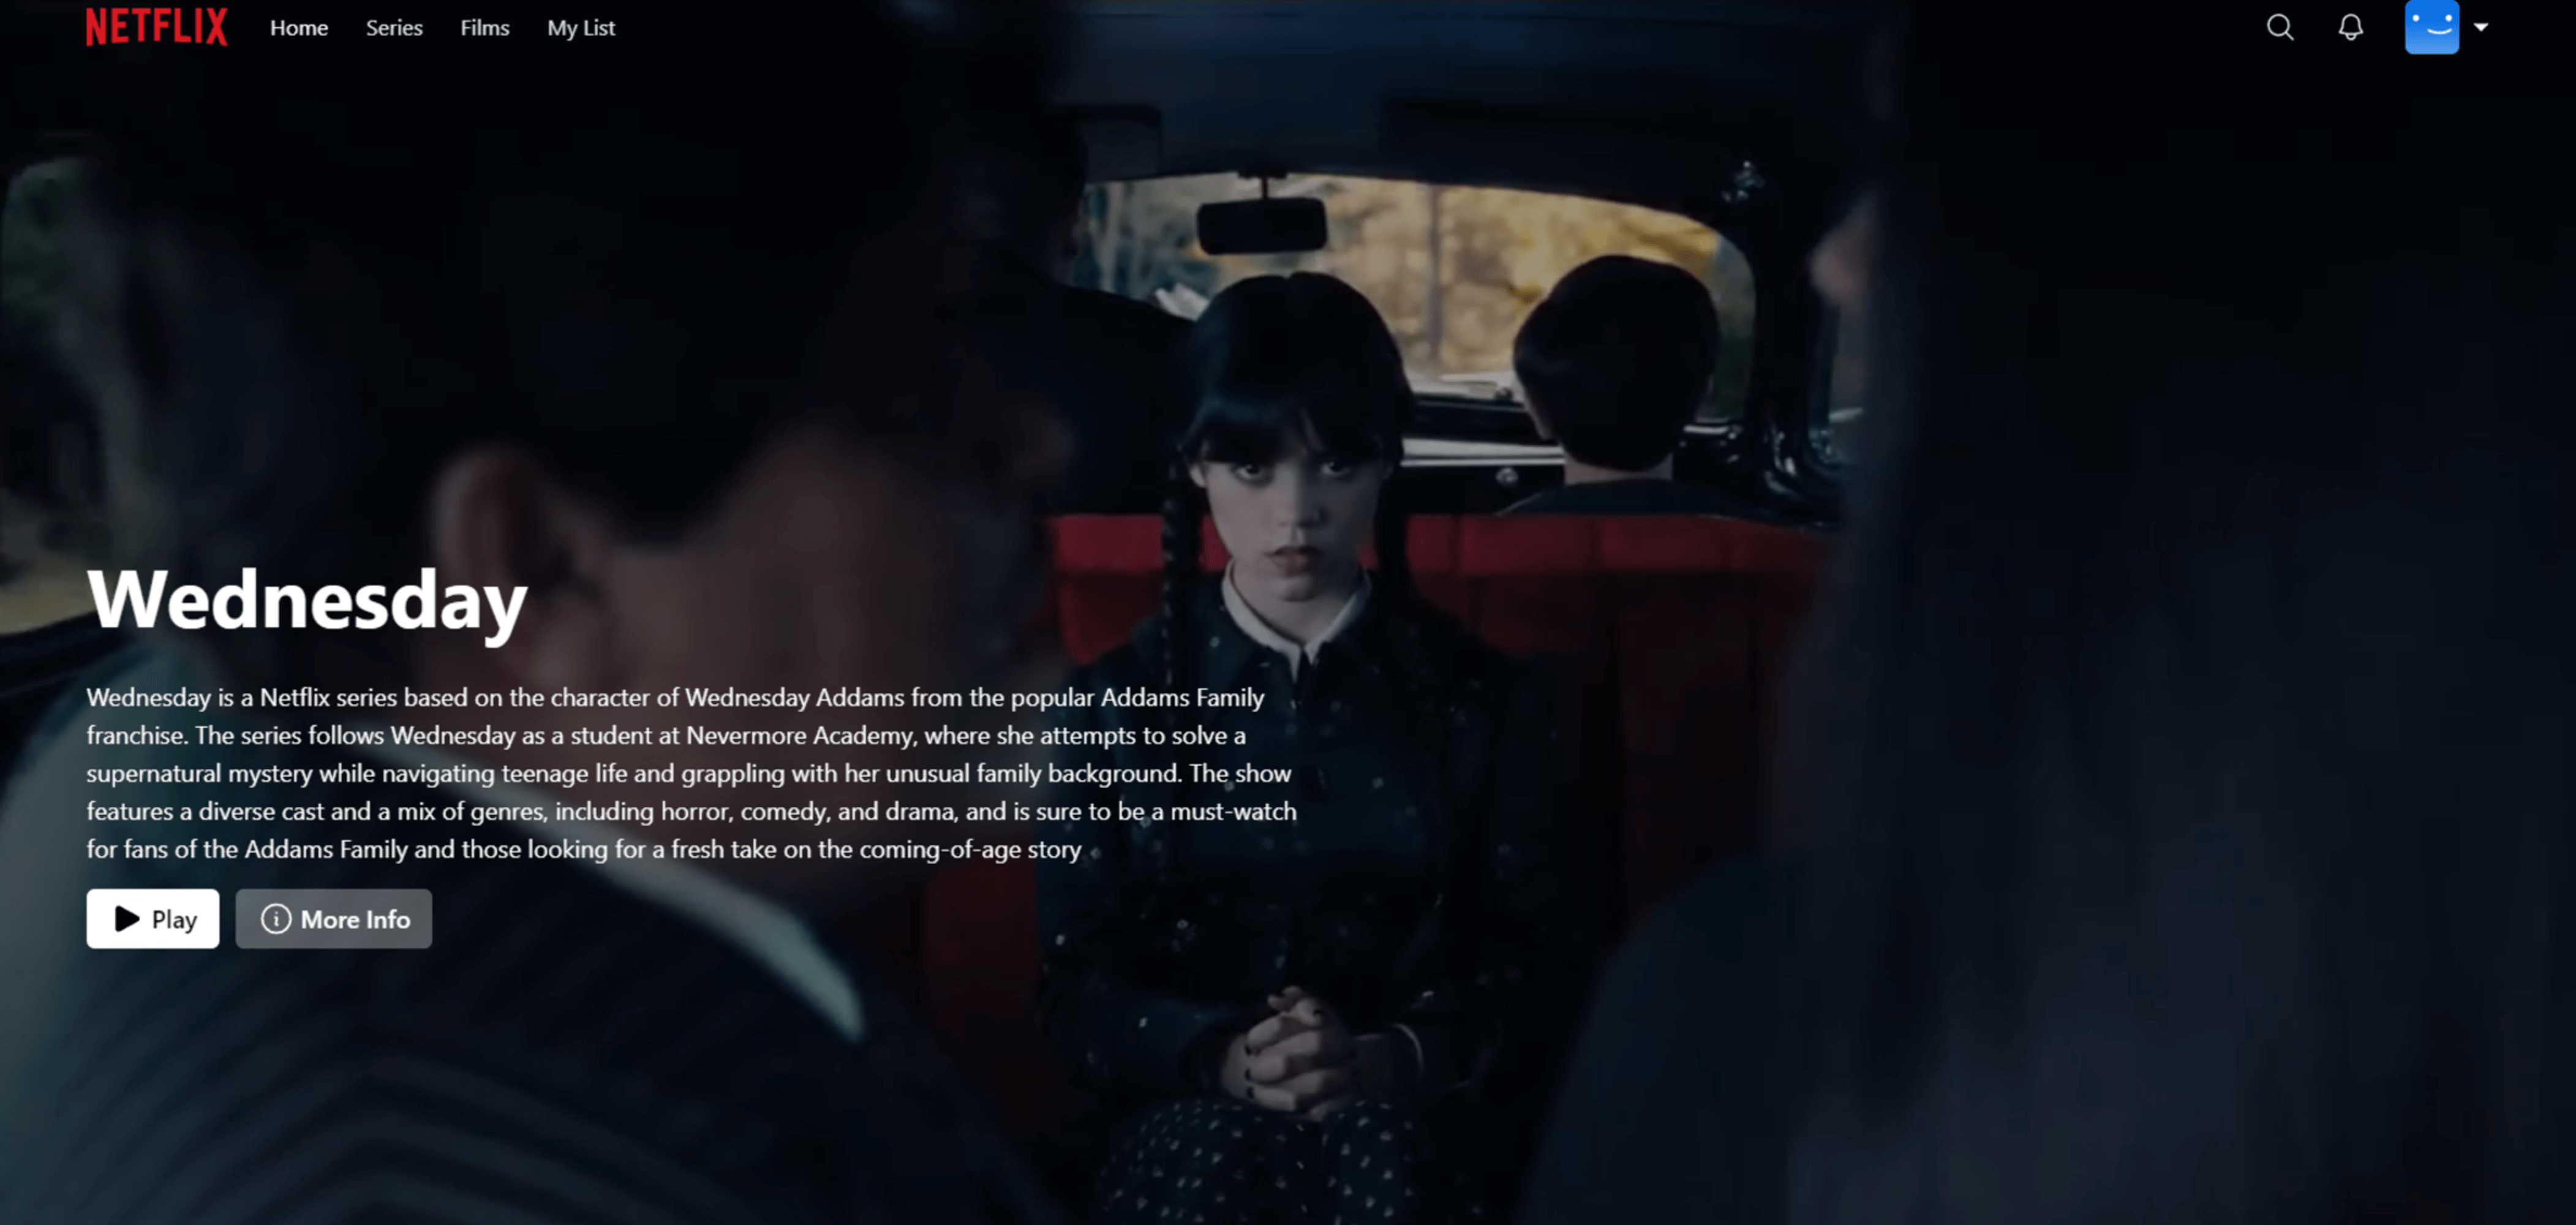 NETFLIX Home Series Films My List
Wednesday
Wednesday is a Netflix series based on the character of Wednesday Addams from the popular Addams Family
franchise. The series follows Wednesday as a student at Nevermore Academy, where she attempts to solve a
supernatural mystery while navigating teenage life and grappling with her unusual family background. The show
features a diverse cast and a mix of genres, including horror, comedy, and drama, and is sure to be a must-watch
for fans of the Addams Family and those looking for a fresh take on the coming-of-age story
Play More Info